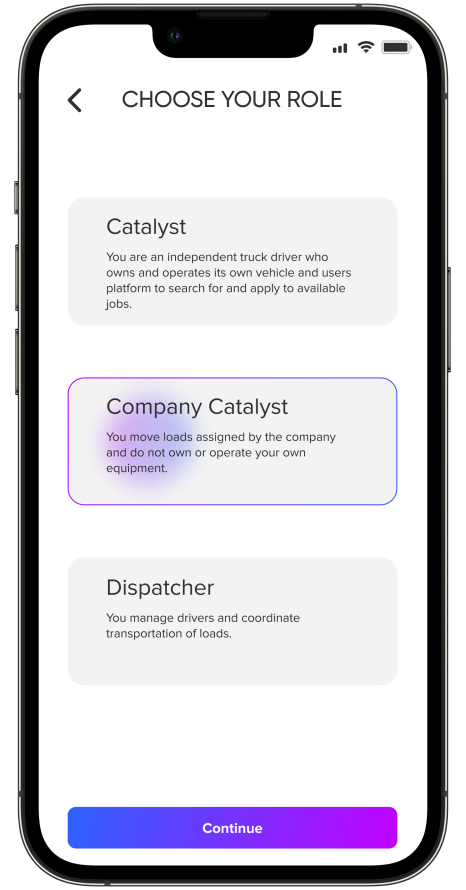 CHOOSE YOUR ROLE
Catalyst
You are an independent truck driver who
owns and operates its own vehicle and users
platform to search for and apply to available
jobs.
Company Catalyst
You move loads assigned by the company
and do not own or operate your own
equipment.
Dispatcher
You manage drivers and coordinate
transportation of loads.
Continue